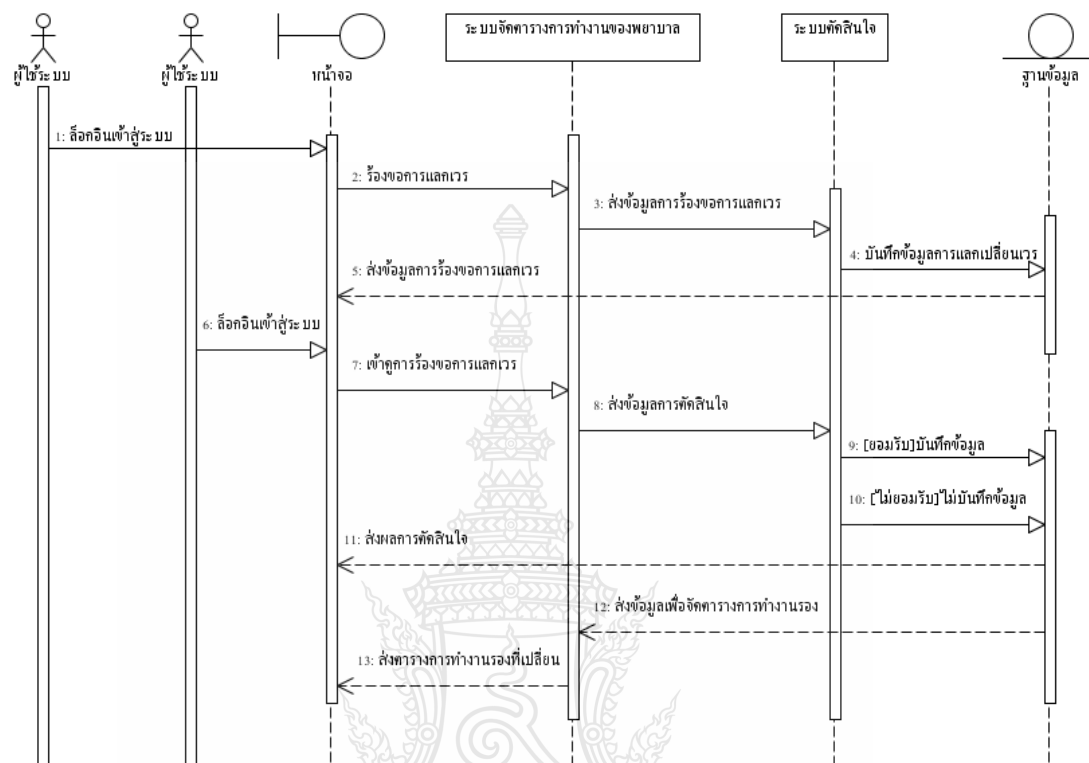 ระบบจัดตารางการทำงานของพยาบาล
ระบบตัดสินใจ
ผู้ใช้ระบบ
ผู้ใช้ระบบ
หน้าจอ
ฐานข้อมูล
1: ล็อกอินเข้าสู่ระบบ
2: ร้องขอการแลกเวร
3: ส่งข้อมูลการร้องขอการแลกเวร
4: บันทึกข้อมูลการแลกเปลี่ยนเวร
5: ส่งข้อมูลการร้องขอการแลกเวร
6: ล็อกอินเข้าสู่ระบบ
7: เข้าดูการร้องขอการแลกเวร
8: ส่งข้อมูลการตัดสินใจ
9: [ยอมรับ]บันทึกข้อมูล
10: [ไม่ยอมรับ]ไม่บันทึกข้อมูล
11: ส่งผลการตัดสินใจ
12: ส่งข้อมูลเพื่อจัดตารางการทำงานรอง
13: ส่งตารางการทำงานรองที่เปลี่ยน